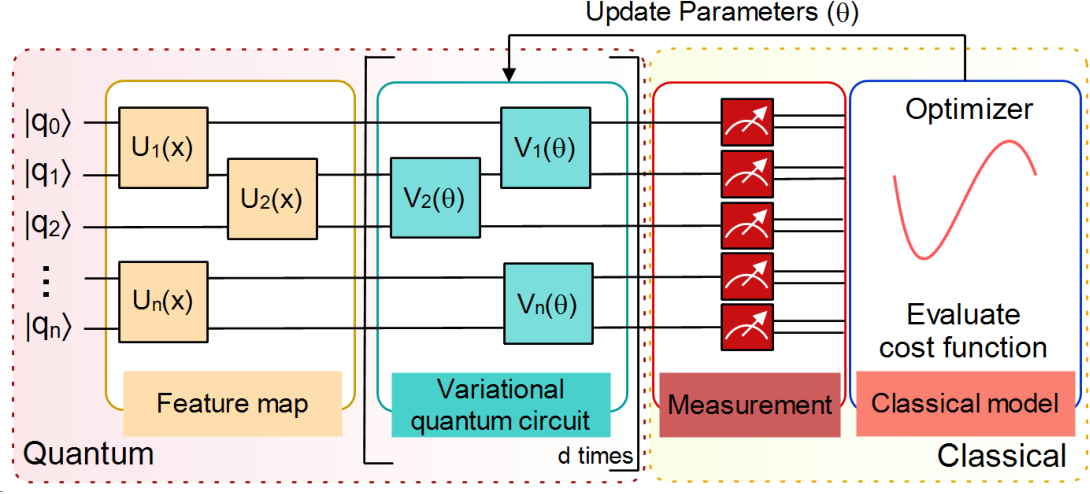 Update Parameters (θ)
|q₀⟩
|q₁⟩
|q₂⟩
...
|qₙ⟩
U₁(x)
U₂(x)
Uₙ(x)
Feature map
V₁(θ)
V₂(θ)
Vₙ(θ)
Variational
quantum circuit
d times
Quantum
Measurement
Optimizer
Evaluate
cost function
Classical model
Classical